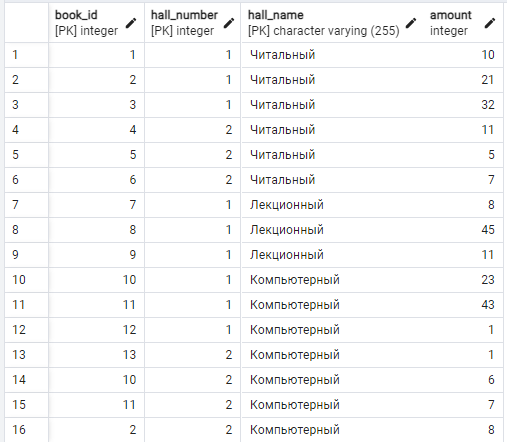 book_id hall_number hall_name amount
[PK] integer [PK] integer [PK] character varying (255) integer
1 1 1 Читальный 10
2 2 1 Читальный 21
3 3 1 Читальный 32
4 4 2 Читальный 11
5 5 2 Читальный 5
6 6 2 Читальный 7
7 7 1 Лекционный 8
8 8 1 Лекционный 45
9 9 1 Лекционный 11
10 10 1 Компьютерный 23
11 11 1 Компьютерный 43
12 12 1 Компьютерный 1
13 13 2 Компьютерный 1
14 10 2 Компьютерный 6
15 11 2 Компьютерный 7
16 2 2 Компьютерный 8